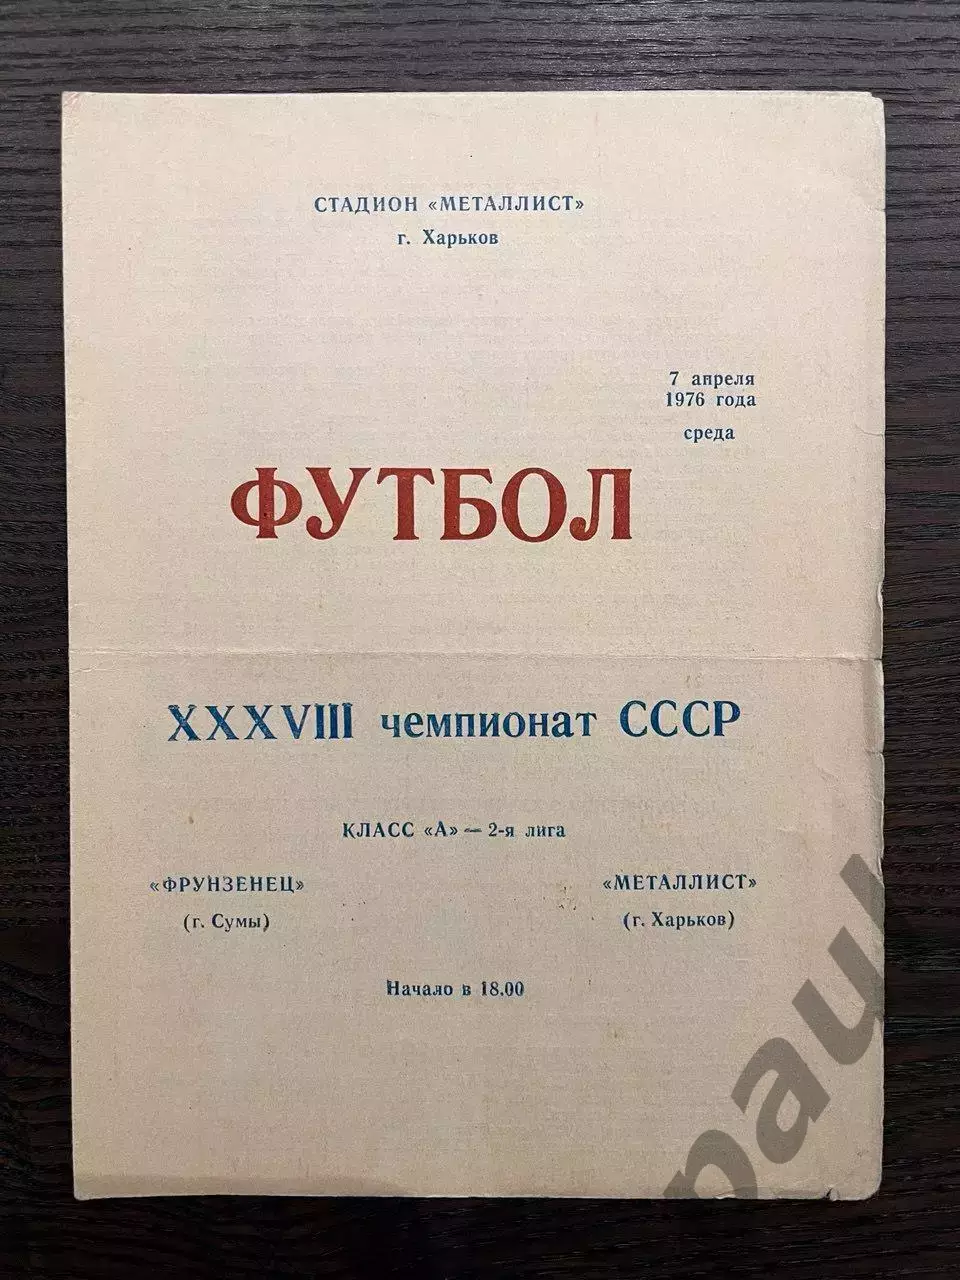 СТАДИОН «МЕТАЛЛИСТ»
г. Харьков
7 апреля
1976 года
среда
ФУТБОЛ
XXXVIII чемпионат СССР
КЛАСС «А» — 2-я лига
«ФРУНЗЕНЕЦ» «МЕТАЛЛИСТ»
(г. Сумы) (г. Харьков)
Начало в 18.00